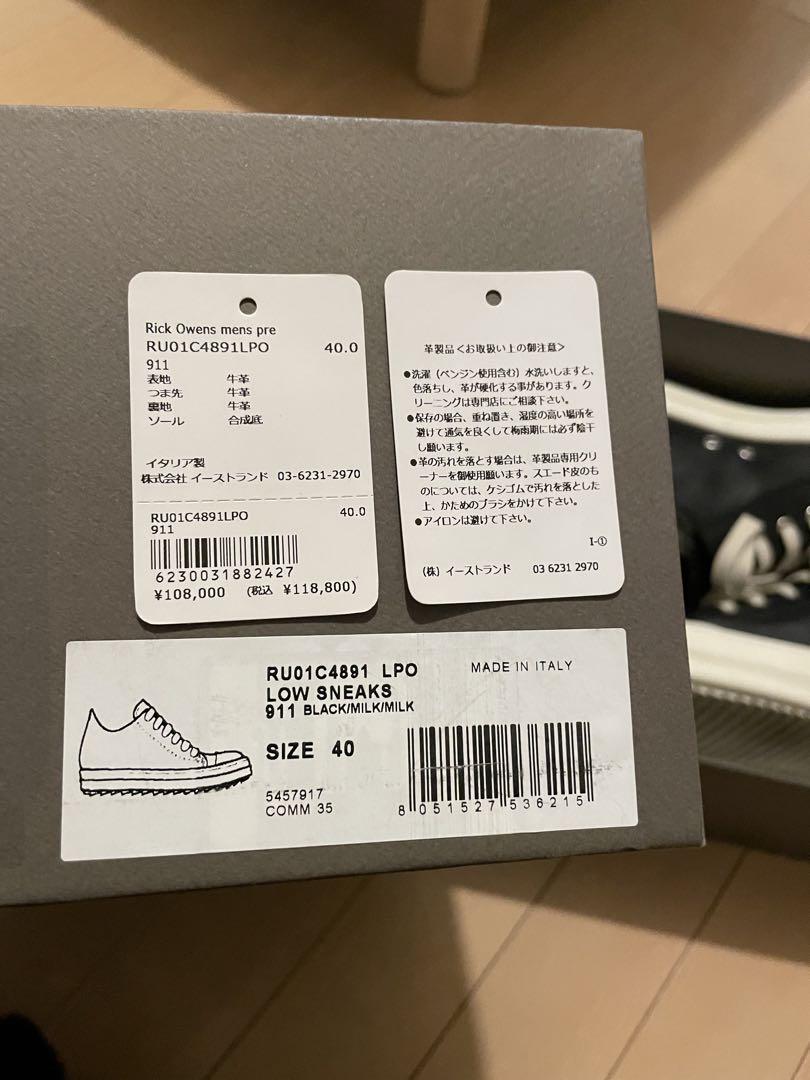 Rick Owens mens pre
RU01C4891LPO 40.0
911
表地 牛革
つま先 牛革
裏地 牛革
ソール 合成底
イタリア製
株式会社 イーストランド 03-6231-2970
RU01C4891LPO 40.0
911
6230031882427
¥108,000 (税込 ¥118,800)
革製品<お取扱い上の御注意>
●洗濯(ベンジン使用含む)水洗いしますと、
色落ちし、革が硬化する事があります。ク
リーニングは専門店にご相談下さい。
●保存の場合、重ね置き、湿度の高い場所を
避けて通気を良くして梅雨期には必ず陰干
し願います。
●革の汚れを落とす場合は、革製品専用クリ
ーナーを御使用願います。スエード皮のも
のについては、ケシゴムで汚れを落とした
上、かためのブラシをかけて下さい。
●アイロンは避けて下さい。
I-①
(株) イーストランド 03 6231 2970
RU01C4891 LPO MADE IN ITALY
LOW SNEAKS
911 BLACK/MILK/MILK
SIZE 40
5457917
COMM 35
8 051527 536215